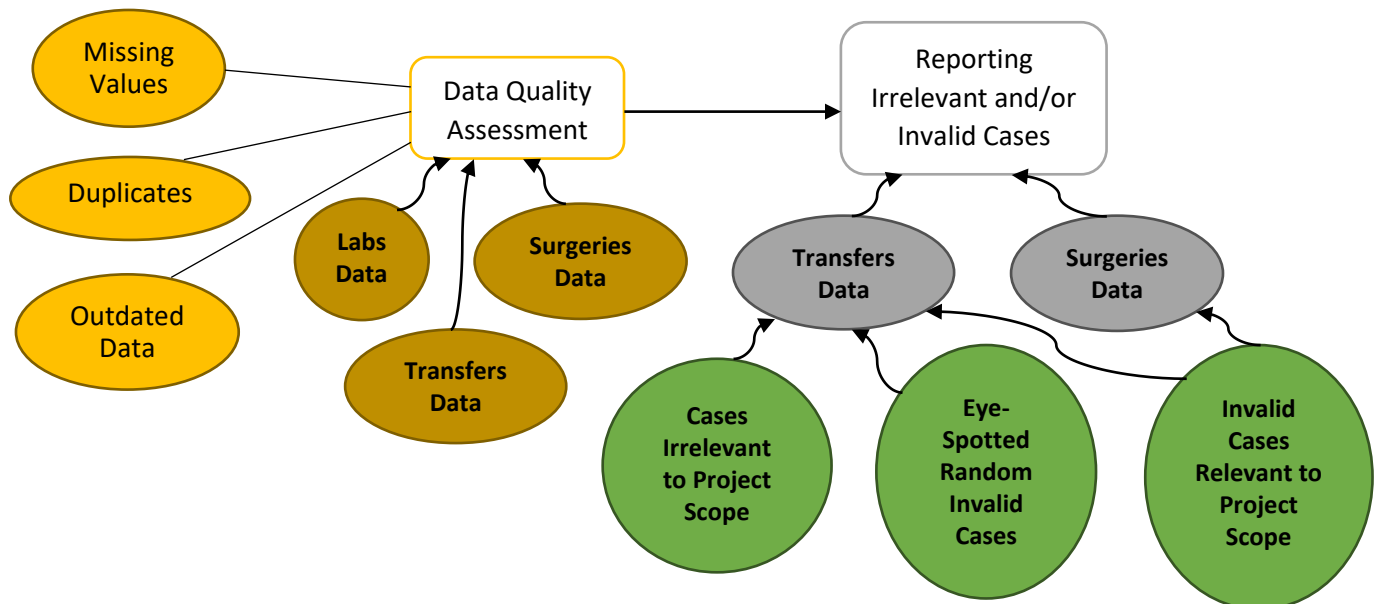 Missing
Values
Duplicates
Outdated
Data
Data Quality
Assessment
Labs
Data
Surgeries
Data
Transfers
Data
Reporting
Irrelevant and/or
Invalid Cases
Transfers
Data
Surgeries
Data
Cases
Irrelevant
to Project
Scope
Eye-
Spotted
Random
Invalid
Cases
Invalid
Cases
Relevant to
Project
Scope